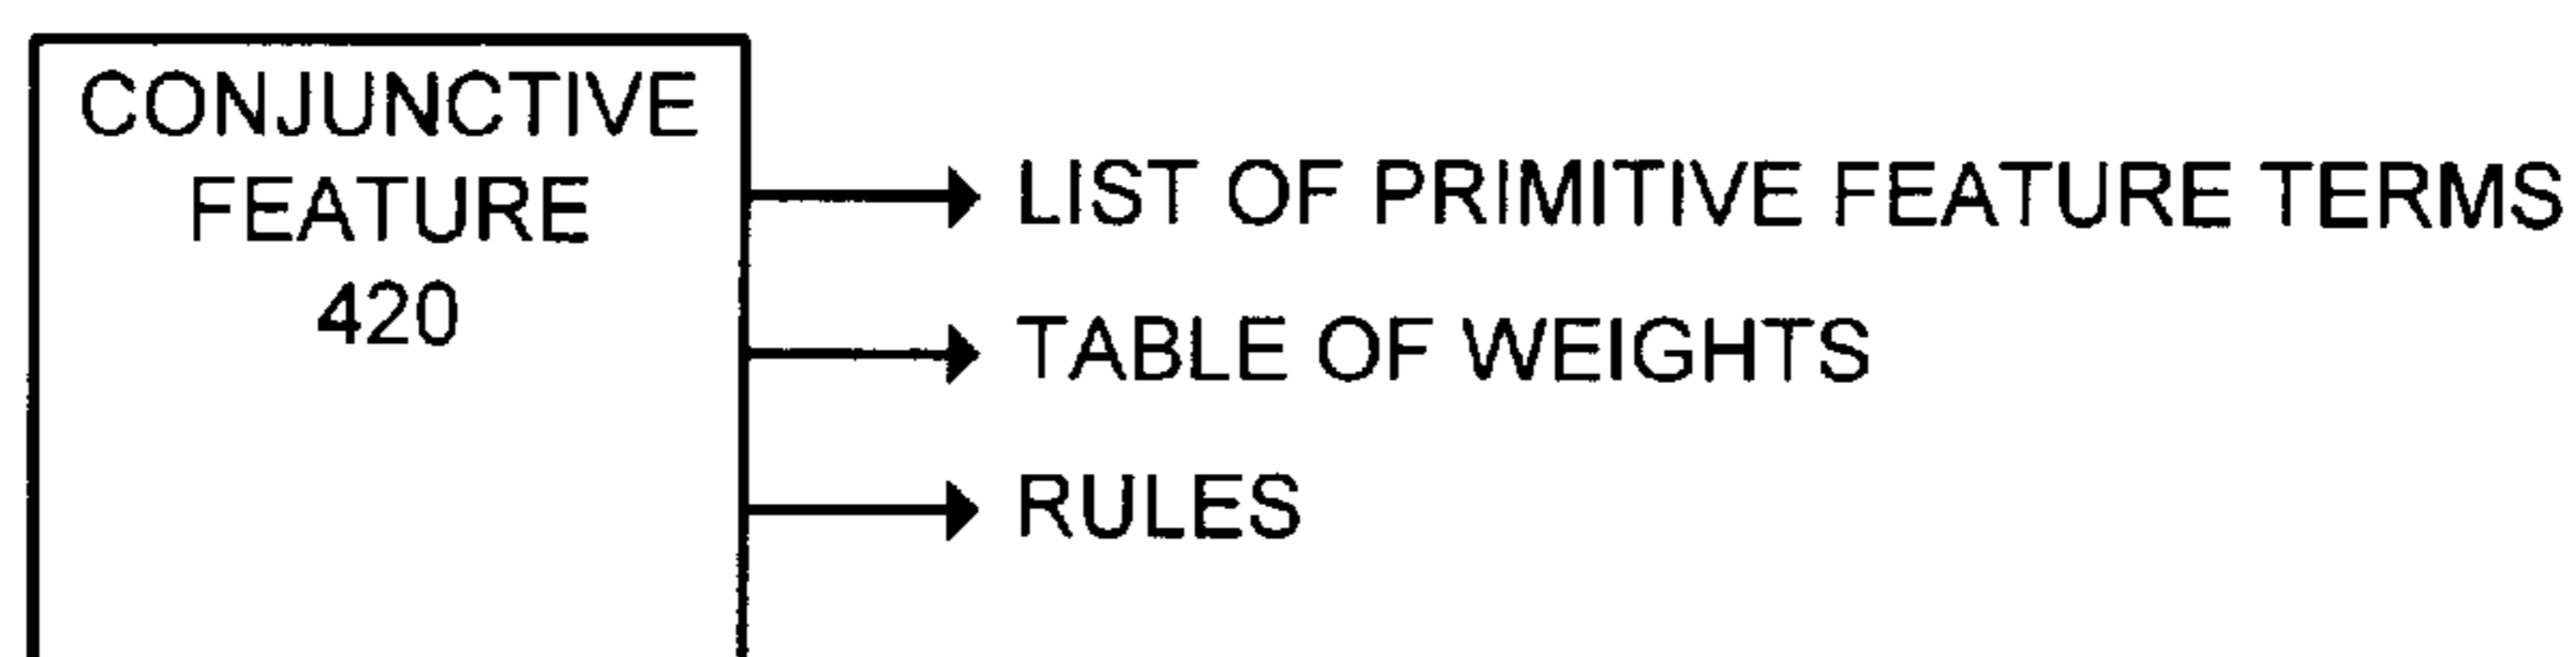 CONJUNCTIVE
FEATURE
420
LIST OF PRIMITIVE FEATURE TERMS
TABLE OF WEIGHTS
RULES